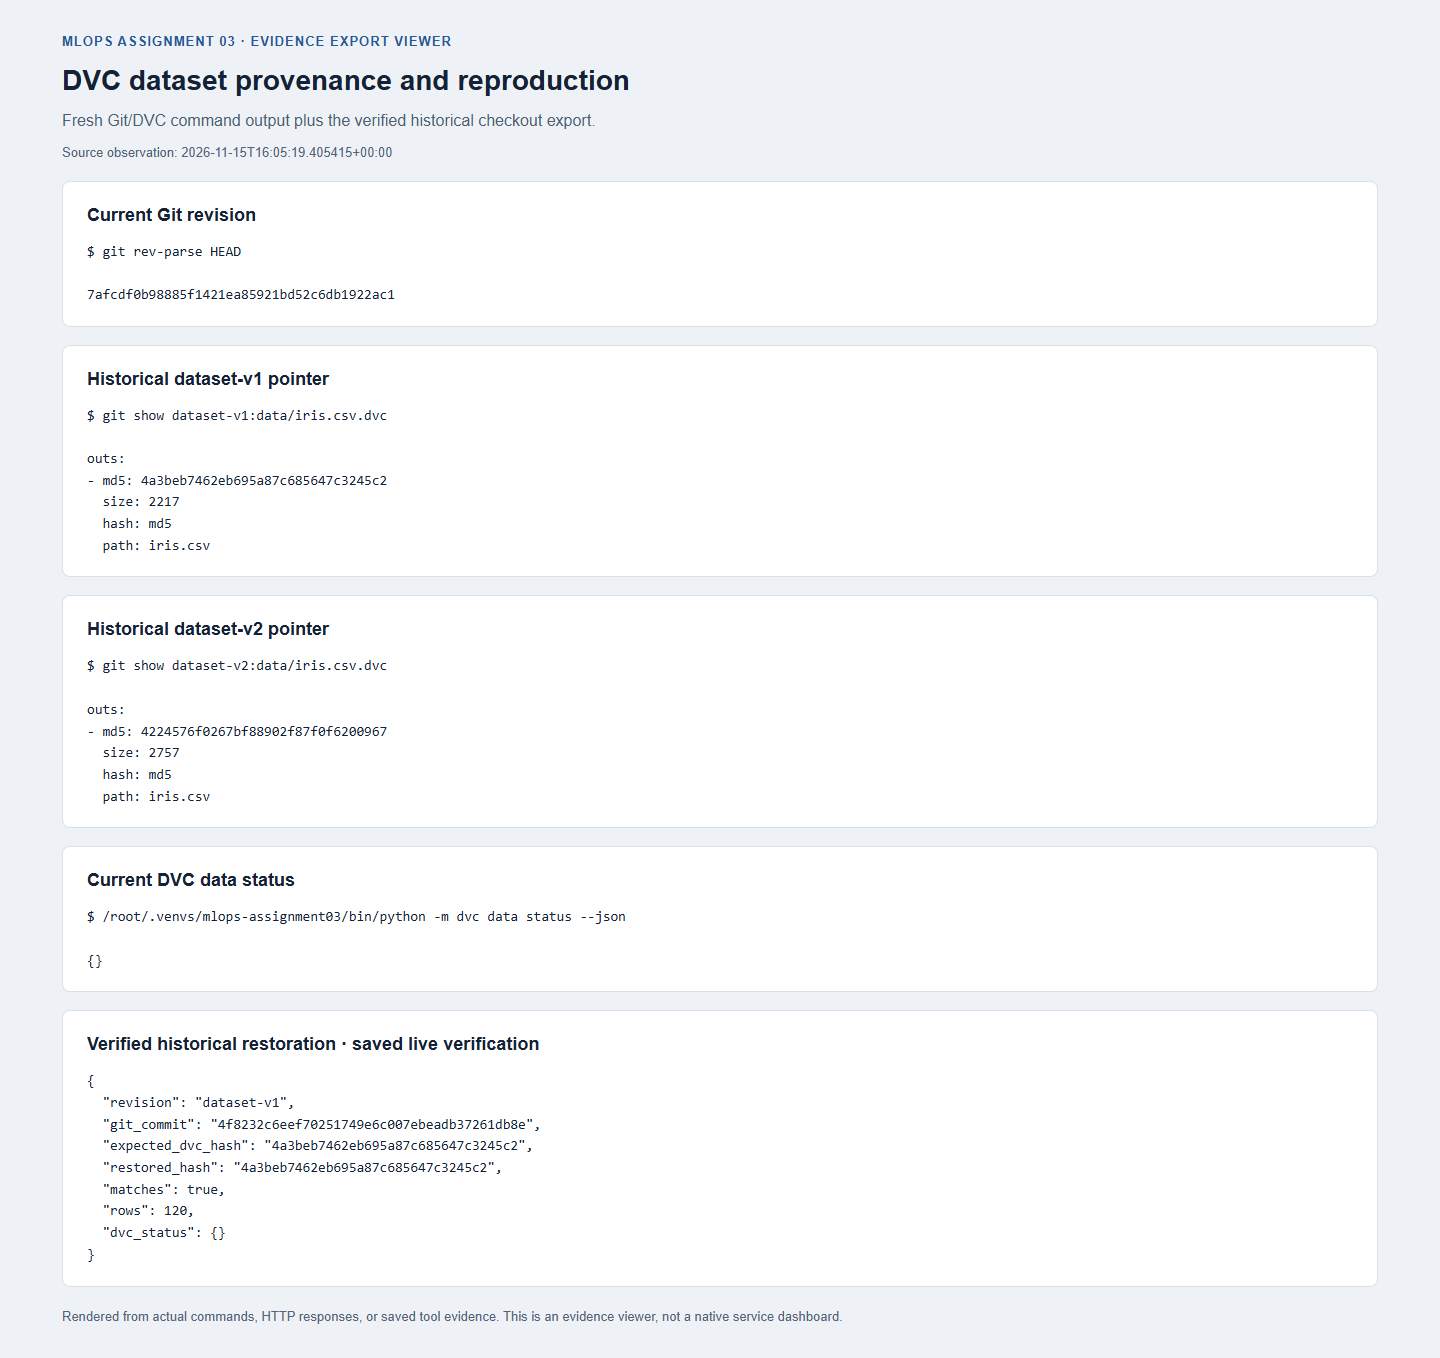 MLOPS ASSIGNMENT 03 · EVIDENCE EXPORT VIEWER
DVC dataset provenance and reproduction
Fresh Git/DVC command output plus the verified historical checkout export.
Source observation: 2026-11-15T16:05:19.405415+00:00
Current Git revision
$ git rev-parse HEAD
7afcdf0b98885f1421ea85921bd52c6db1922ac1
Historical dataset-v1 pointer
$ git show dataset-v1:data/iris.csv.dvc
outs:
- md5: 4a3beb7462eb695a87c685647c3245c2
  size: 2217
  hash: md5
  path: iris.csv
Historical dataset-v2 pointer
$ git show dataset-v2:data/iris.csv.dvc
outs:
- md5: 4224576f0267bf88902f87f0f6200967
  size: 2757
  hash: md5
  path: iris.csv
Current DVC data status
$ /root/.venvs/mlops-assignment03/bin/python -m dvc data status --json
{}
Verified historical restoration · saved live verification
{
  "revision": "dataset-v1",
  "git_commit": "4f8232c6eef70251749e6c007ebeadb37261db8e",
  "expected_dvc_hash": "4a3beb7462eb695a87c685647c3245c2",
  "restored_hash": "4a3beb7462eb695a87c685647c3245c2",
  "matches": true,
  "rows": 120,
  "dvc_status": {}
}
Rendered from actual commands, HTTP responses, or saved tool evidence. This is an evidence viewer, not a native service dashboard.